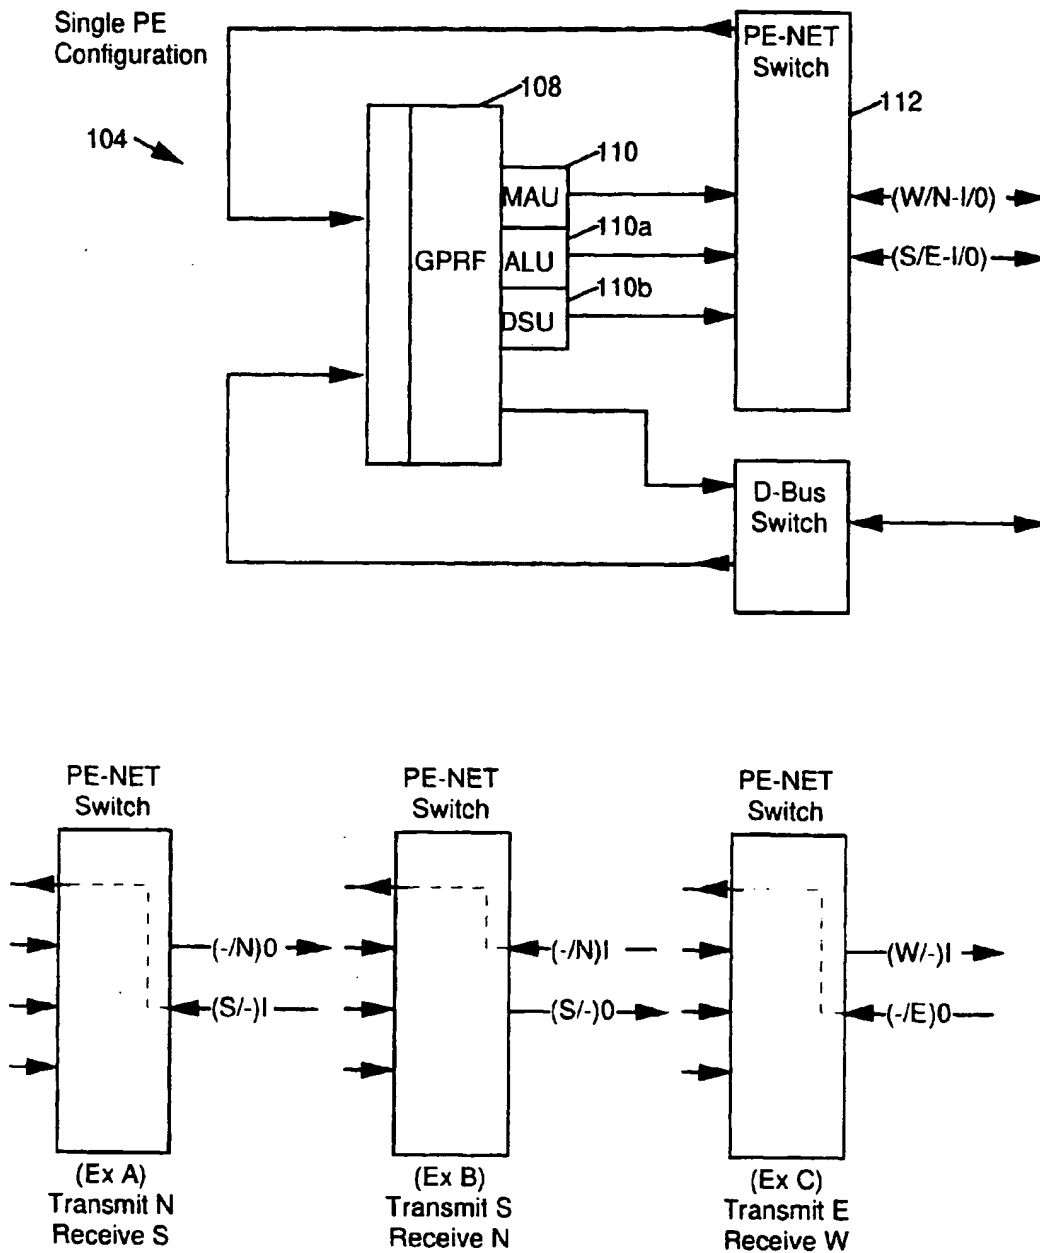 Single PE
Configuration
PE-NET
Switch
108
112
104
110
MAU
(W/N-I/0)
110a
GPRF
ALU
(S/E-I/0)
110b
DSU
D-Bus
Switch
PE-NET
Switch
PE-NET
Switch
PE-NET
Switch
(-/N)0
(-/N)I
(W/-)I
(S/-)I
(S/-)0
(-/E)0
(Ex A)
Transmit N
Receive S
(Ex B)
Transmit S
Receive N
(Ex C)
Transmit E
Receive W